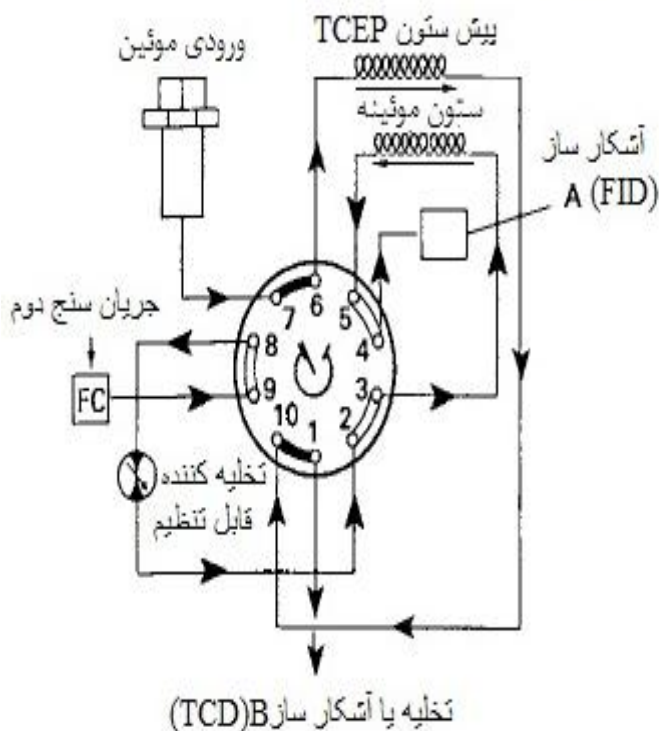 پیش ستون TCEP
ورودی موئین
ستون موئینه
آشکار ساز
A (FID)
جریان سنج دوم
FC
6
7
5
8
4
9
3
10
1
2
تخلیه کننده
قابل تنظیم
تخلیه یا آشکار ساز B(TCD)